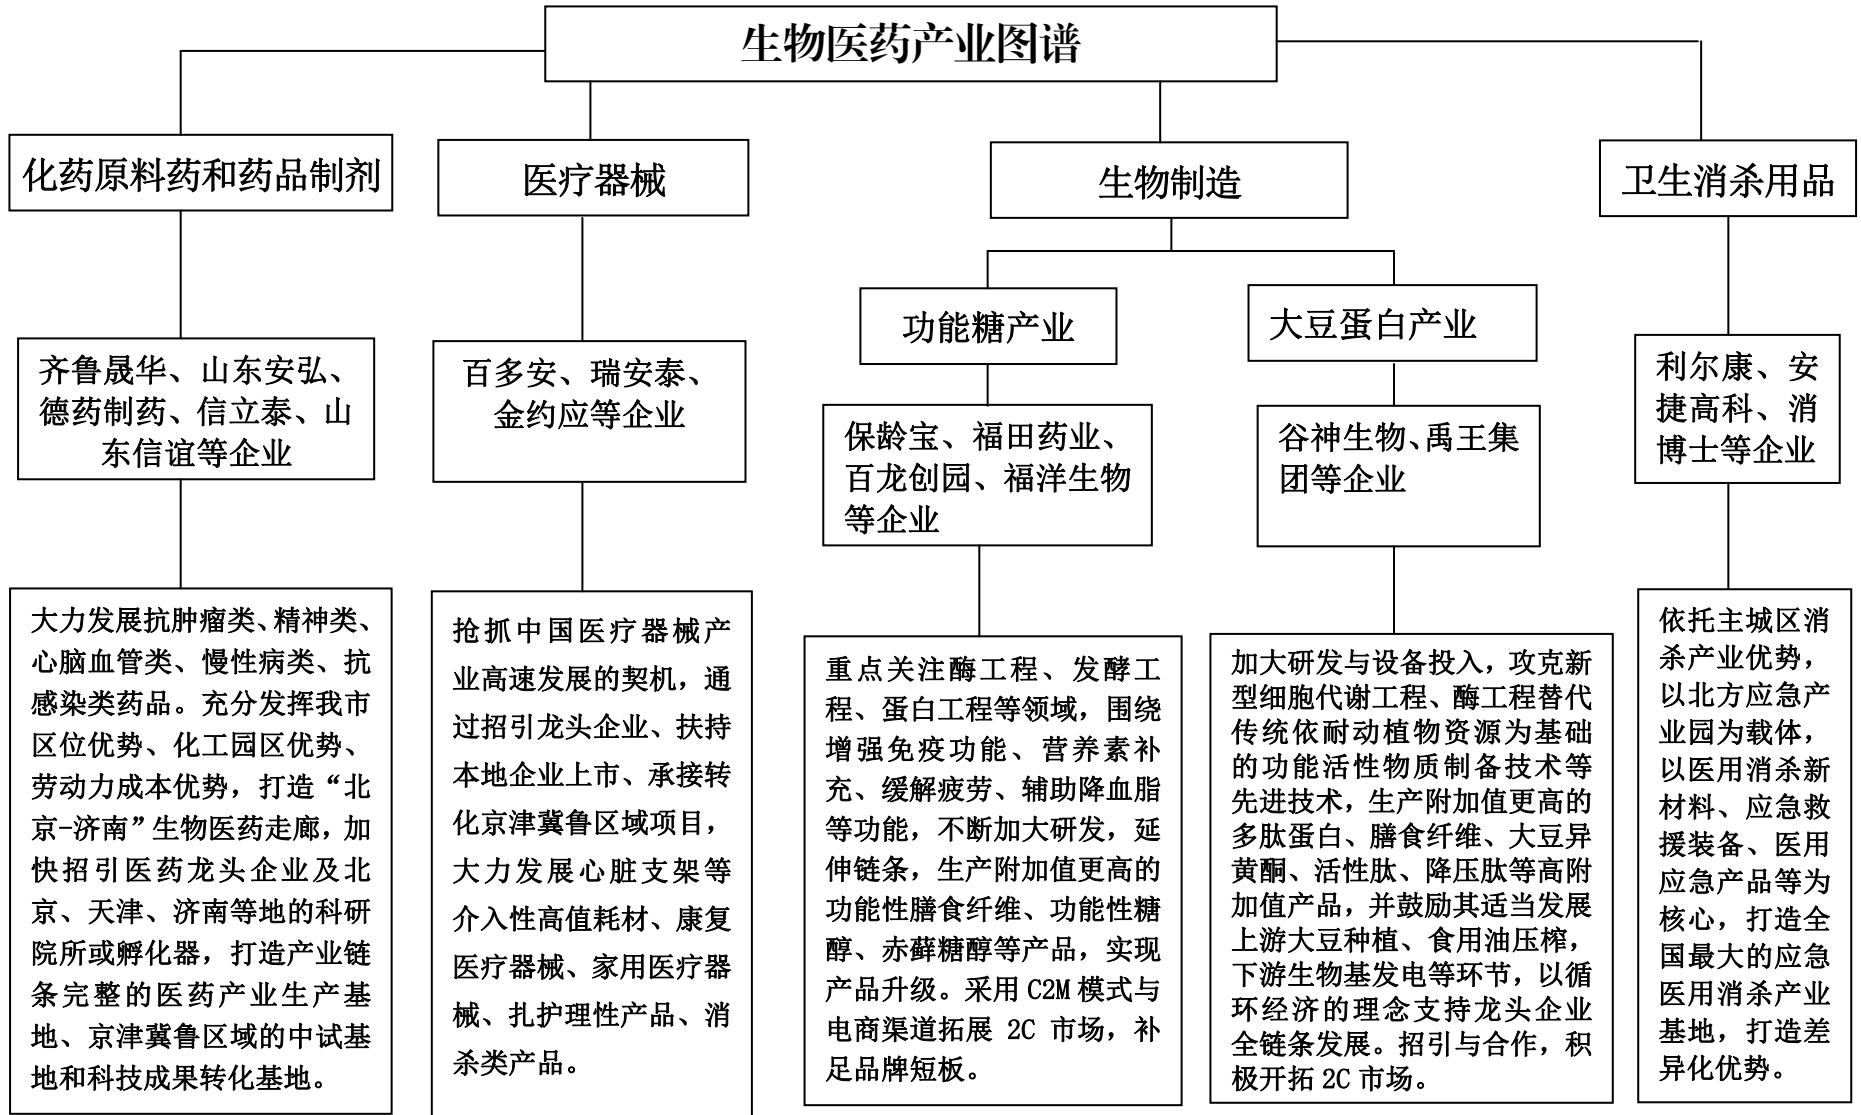 生物医药产业图谱
化药原料药和药品制剂
医疗器械
生物制造
卫生消杀用品
功能糖产业
大豆蛋白产业
齐鲁晟华、山东安弘、
德药制药、信立泰、山
东信谊等企业
百多安、瑞安泰、
金约应等企业
保龄宝、福田药业、
百龙创园、福洋生物
等企业
谷神生物、禹王集
团等企业
利尔康、安
捷高科、消
博士等企业
大力发展抗肿瘤类、精神类、
心脑血管类、慢性病类、抗
感染类药品。充分发挥我市
区位优势、化工园区优势、
劳动力成本优势，打造“北
京-济南”生物医药走廊，加
快招引医药龙头企业及北
京、天津、济南等地的科研
院所或孵化器，打造产业链
条完整的医药产业生产基
地、京津冀鲁区域的中试基
地和科技成果转化基地。
抢抓中国医疗器械产
业高速发展的契机，通
过招引龙头企业、扶持
本地企业上市、承接转
化京津冀鲁区域项目，
大力发展心脏支架等
介入性高值耗材、康复
医疗器械、家用医疗器
械、扎护理性产品、消
杀类产品。
重点关注酶工程、发酵工
程、蛋白工程等领域，围绕
增强免疫功能、营养素补
充、缓解疲劳、辅助降血脂
等功能，不断加大研发，延
伸链条，生产附加值更高的
功能性膳食纤维、功能性糖
醇、赤藓糖醇等产品，实现
产品升级。采用 C2M 模式与
电商渠道拓展 2C 市场，补
足品牌短板。
加大研发与设备投入，攻克新
型细胞代谢工程、酶工程替代
传统依耐动植物资源为基础
的功能活性物质制备技术等
先进技术，生产附加值更高的
多肽蛋白、膳食纤维、大豆异
黄酮、活性肽、降压肽等高附
加值产品，并鼓励其适当发展
上游大豆种植、食用油压榨，
下游生物基发电等环节，以循
环经济的理念支持龙头企业
全链条发展。招引与合作，积
极开拓 2C 市场。
依托主城区消
杀产业优势，
以北方应急产
业园为载体，
以医用消杀新
材料、应急救
援装备、医用
应急产品等为
核心，打造全
国最大的应急
医用消杀产业
基地，打造差
异化优势。